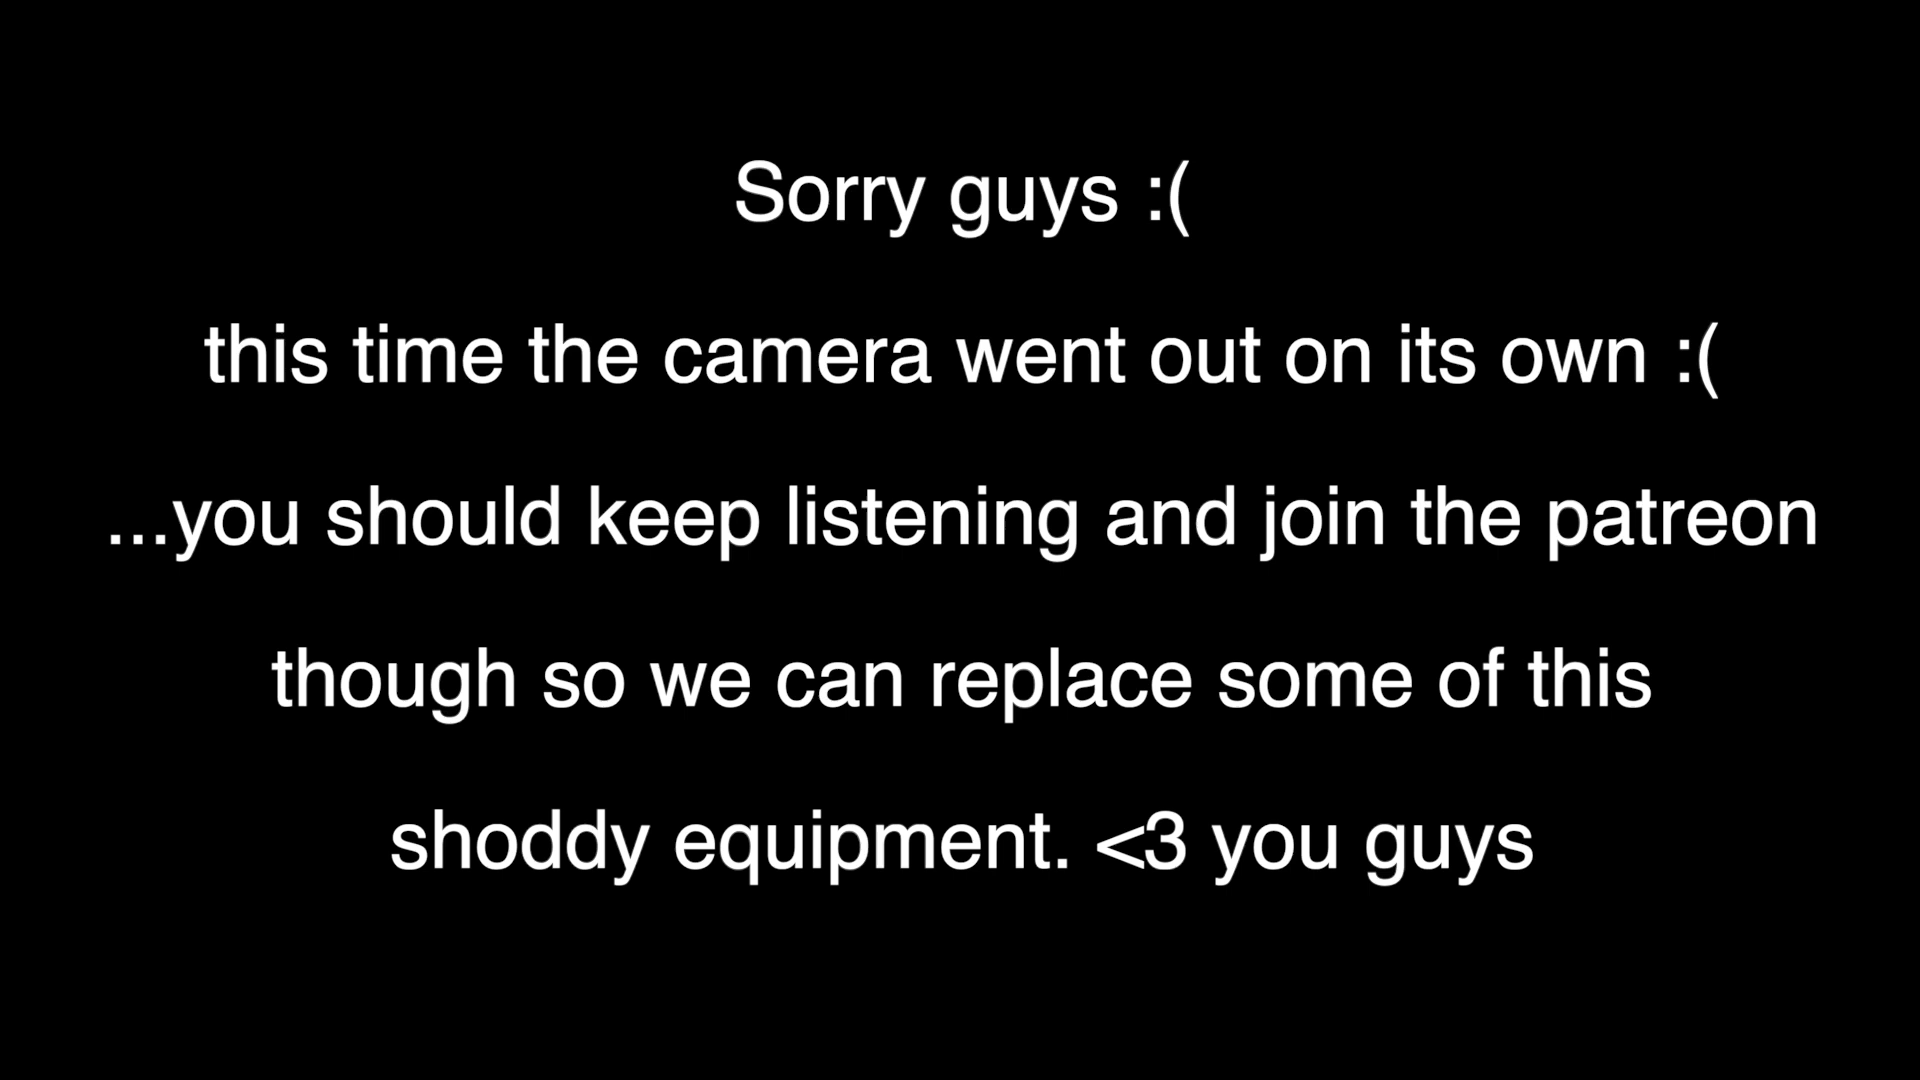 Sorry guys :(
this time the camera went out on its own :(
...you should keep listening and join the patreon
though so we can replace some of this
shoddy equipment. <3 you guys